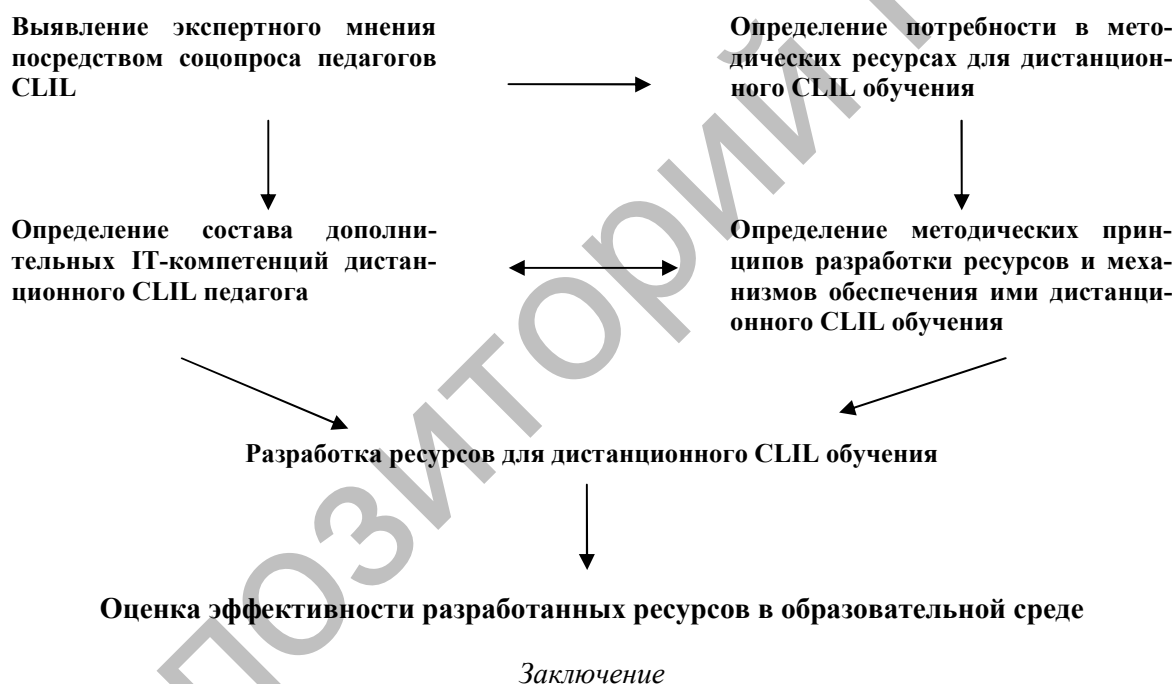 Выявление экспертного мнения
посредством соцопроса педагогов
CLIL
Определение потребности в мето-
дических ресурсах для дистанцион-
ного CLIL обучения
Определение состава дополни-
тельных IT-компетенций дистан-
ционного CLIL педагога
Определение методических прин-
ципов разработки ресурсов и меха-
низмов обеспечения ими дистанци-
онного CLIL обучения
Разработка ресурсов для дистанционного CLIL обучения
Оценка эффективности разработанных ресурсов в образовательной среде
Заключение
позиторий